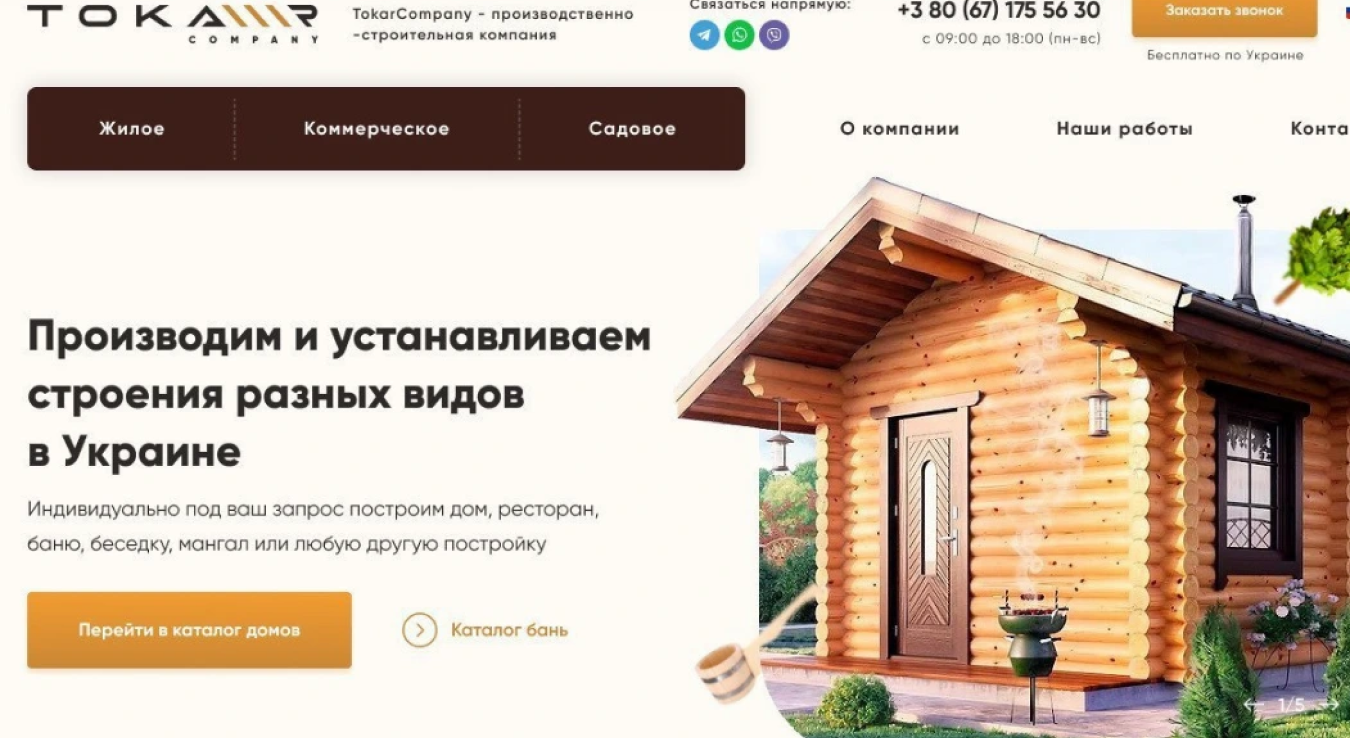 TOKAR
COMPANY
TokarCompany - производственно
-строительная компания
Связаться напрямую:
+3 80 (67) 175 56 30
с 09:00 до 18:00 (пн-вс)
Заказать звонок
Бесплатно по Украине
Жилое
Коммерческое
Садовое
О компании
Наши работы
Конта
Производим и устанавливаем
строения разных видов
в Украине
Индивидуально под ваш запрос построим дом, ресторан,
баню, беседку, мангал или любую другую постройку
Перейти в каталог домов
Каталог бань
1/5